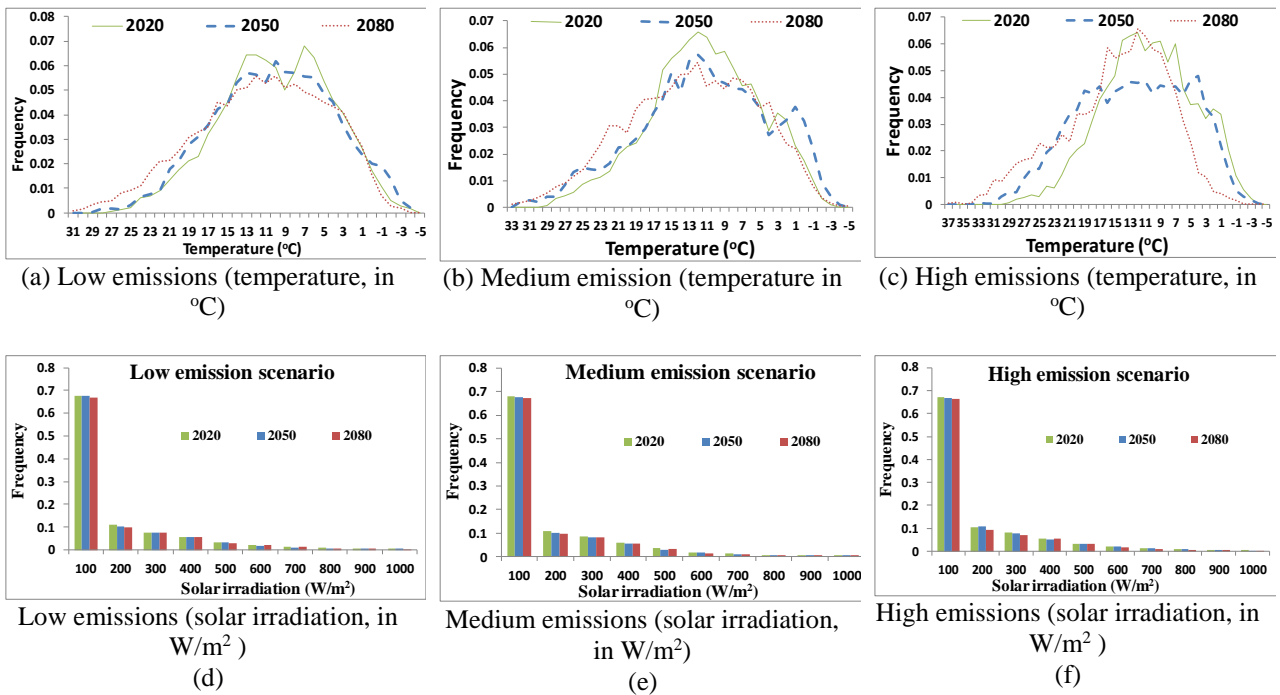 0.08
0.07
0.06
0.05
0.04
0.03
0.02
0.01
0
Frequency
2020 2050 2080
31 29 27 25 23 21 19 17 15 13 11 9 7 5 3 1 -1 -3 -5
Temperature (oC)
(a) Low emissions (temperature, in
oC)
0.07
0.06
0.05
0.04
0.03
0.02
0.01
0
Frequency
2020 2050 2080
33 31 29 27 25 23 21 19 17 15 13 11 9 7 5 3 1 -1 -3 -5
Temperature (oC)
(b) Medium emission (temperature in
oC)
0.07
0.06
0.05
0.04
0.03
0.02
0.01
0
Frequency
2020 2050 2080
37 35 33 31 29 27 25 23 21 19 17 15 13 11 9 7 5 3 1 -1 -3 -5
Temperature (oC)
(c) High emissions (temperature, in
oC)
0.8
0.7
0.6
0.5
0.4
0.3
0.2
0.1
0
Frequency
Low emission scenario
2020 2050 2080
100 200 300 400 500 600 700 800 900 1000
Solar irradiation (W/m2)
Low emissions (solar irradiation, in
W/m2 )
(d)
0.8
0.7
0.6
0.5
0.4
0.3
0.2
0.1
0
Frequency
Medium emission scenario
2020 2050 2080
100 200 300 400 500 600 700 800 900 1000
Solar irradiation (W/m2)
Medium emissions (solar irradiation,
in W/m2)
(e)
0.8
0.7
0.6
0.5
0.4
0.3
0.2
0.1
0
Frequency
High emission scenario
2020 2050 2080
100 200 300 400 500 600 700 800 900 1000
Solar irradiation (W/m2)
High emissions (solar irradiation, in
W/m2 )
(f)